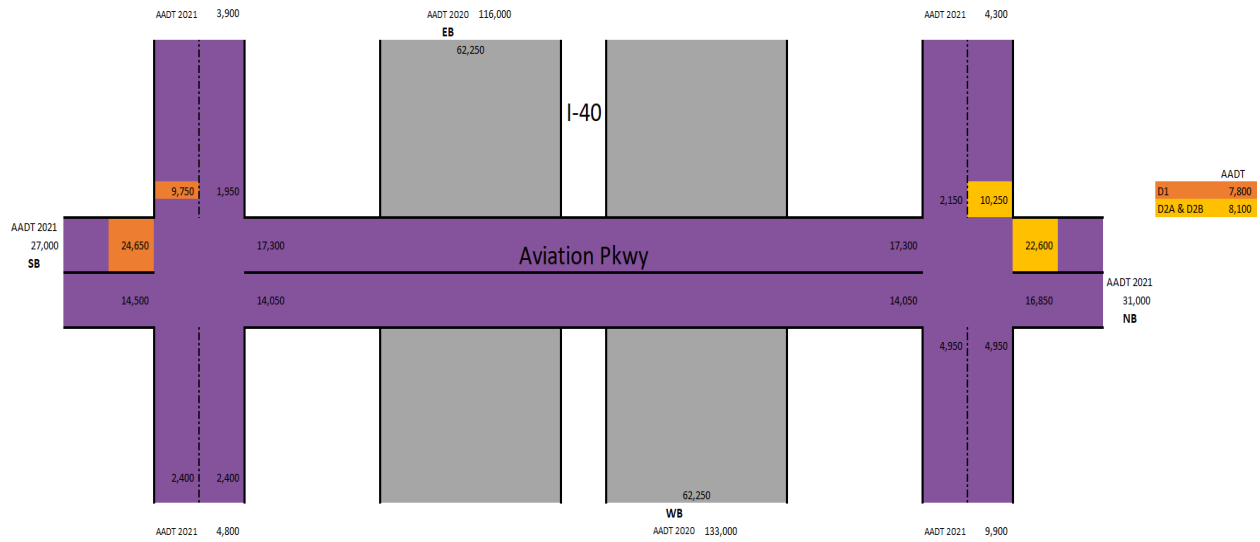 AADT 2021 3,900
AADT 2020 116,000
AADT 2021 4,300
EB
62,250
I-40
AADT
9,750 1,950
2,150 10,250
D1 7,800
D2A & D2B 8,100
AADT 2021
27,000
SB
24,650
17,300
Aviation Pkwy
17,300
22,600
AADT 2021
31,000
NB
14,500
14,050
14,050
16,850
4,950 4,950
2,400 2,400
62,250
WB
AADT 2021 4,800
AADT 2020 133,000
AADT 2021 9,900